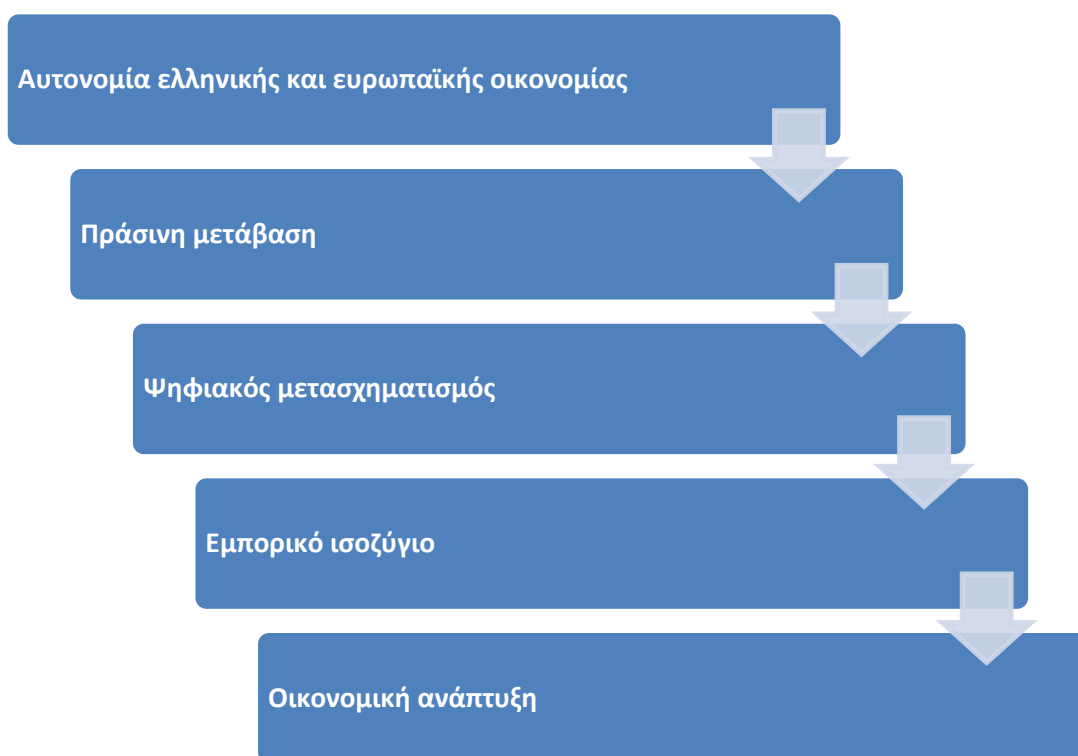 Αυτονομία ελληνικής και ευρωπαϊκής οικονομίας
Πράσινη μετάβαση
Ψηφιακός μετασχηματισμός
Εμπορικό ισοζύγιο
Οικονομική ανάπτυξη